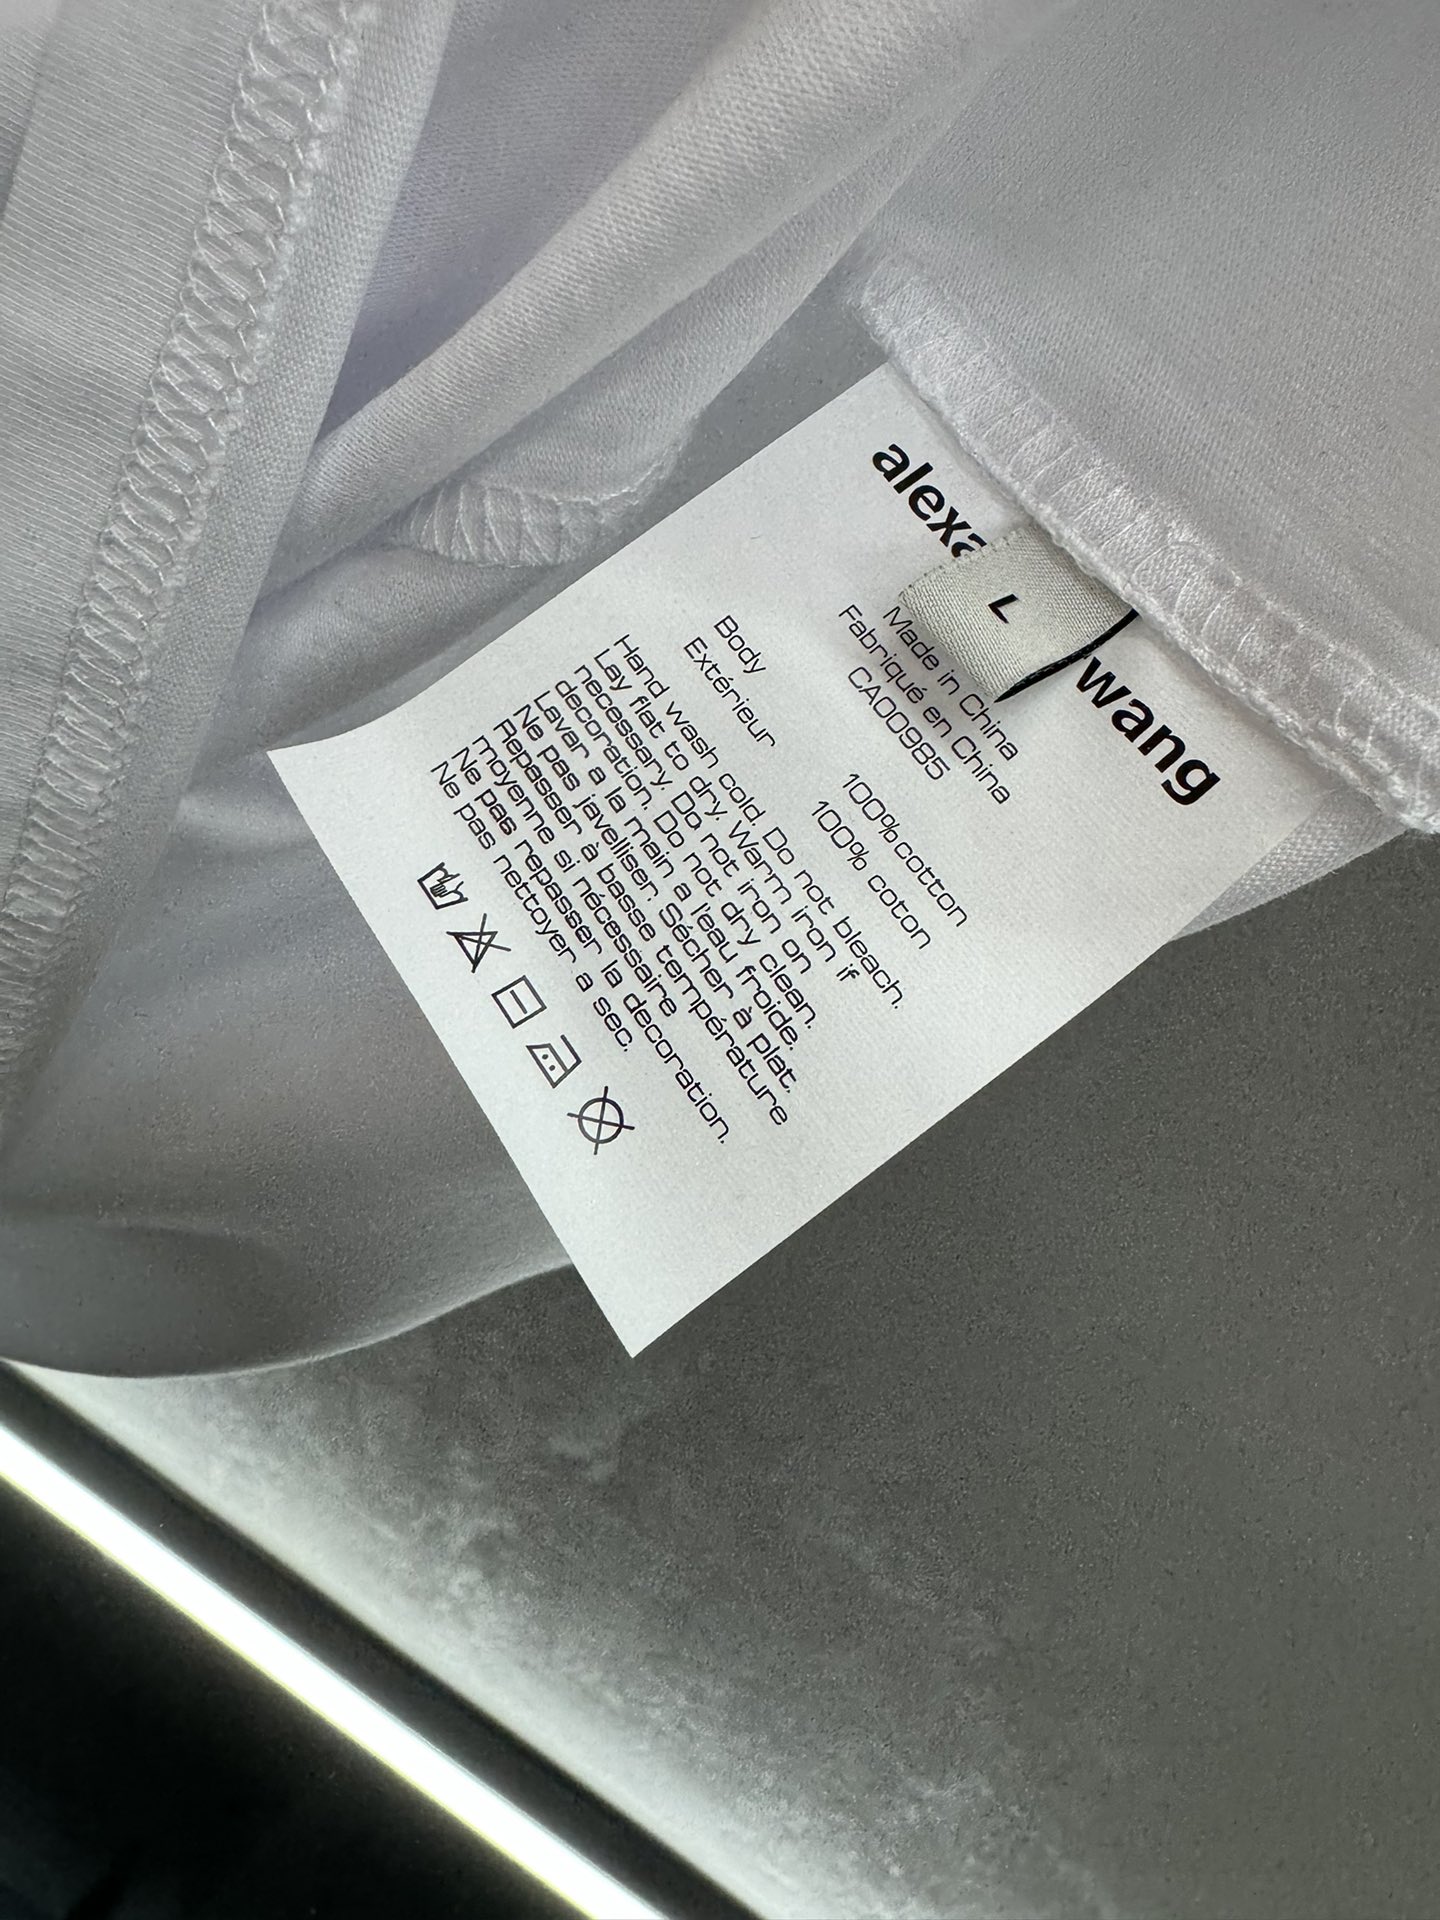 alexa wang
L
Made in China
Fabriqué en China
CA00985
Body 100%cotton
Extérieur 100% coton
Hand wash cold. Do not bleach.
Lay flat to dry. Warm iron if
necessary. Do not iron on
decoration. Do not dry clean.
Lavar a la main a l'eau froide.
Ne pas javelliser. Sécher à plat.
Repasser à basse température
moyenne si nécessaire
Ne pas repasser la decoration.
Ne pas nettoyer a sec.